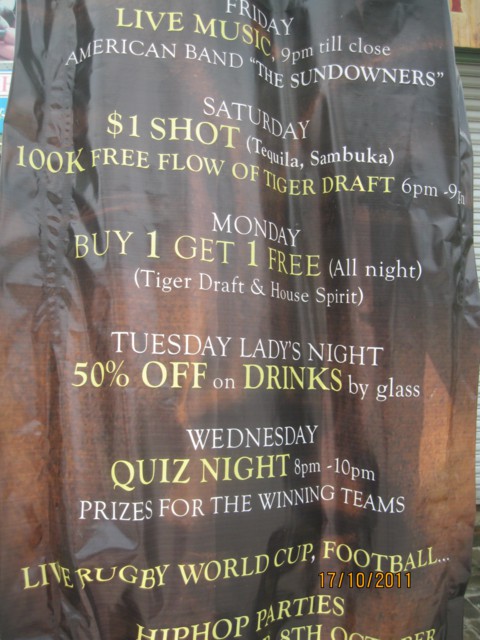 FRIDAY
LIVE MUSIC, 9pm till close
AMERICAN BAND "THE SUNDOWNERS"
SATURDAY
$1 SHOT (Tequila, Sambuka)
100K FREE FLOW OF TIGER DRAFT 6pm -9
MONDAY
BUY 1 GET 1 FREE (All night)
(Tiger Draft & House Spirit)
TUESDAY LADY'S NIGHT
50% OFF on DRINKS by glass
WEDNESDAY
QUIZ NIGHT 8pm -10pm
PRIZES FOR THE WINNING TEAMS
LIVE RUGBY WORLD CUP, FOOTBALL...
17/10/2011
HIPHOP PARTIES
8TH OCTOBER